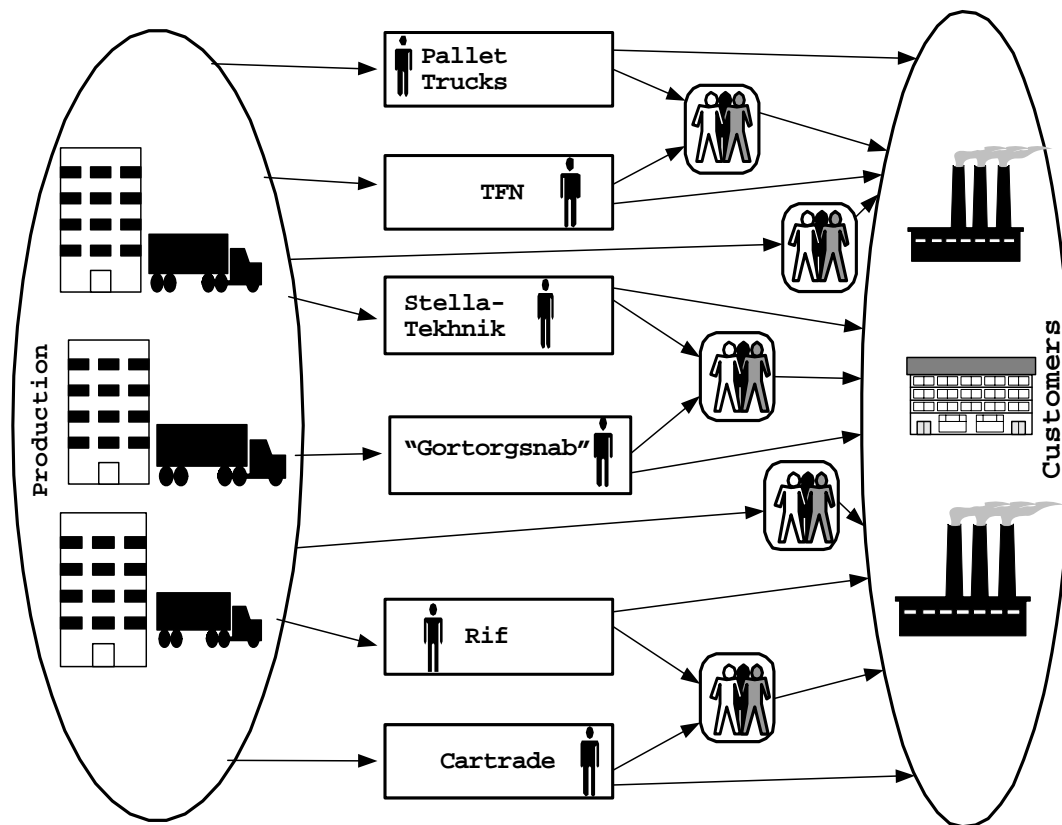 Production
Pallet
Trucks
TFN
Stella-
Tekhnik
“Gortorgsnab”
Rif
Cartrade
Customers